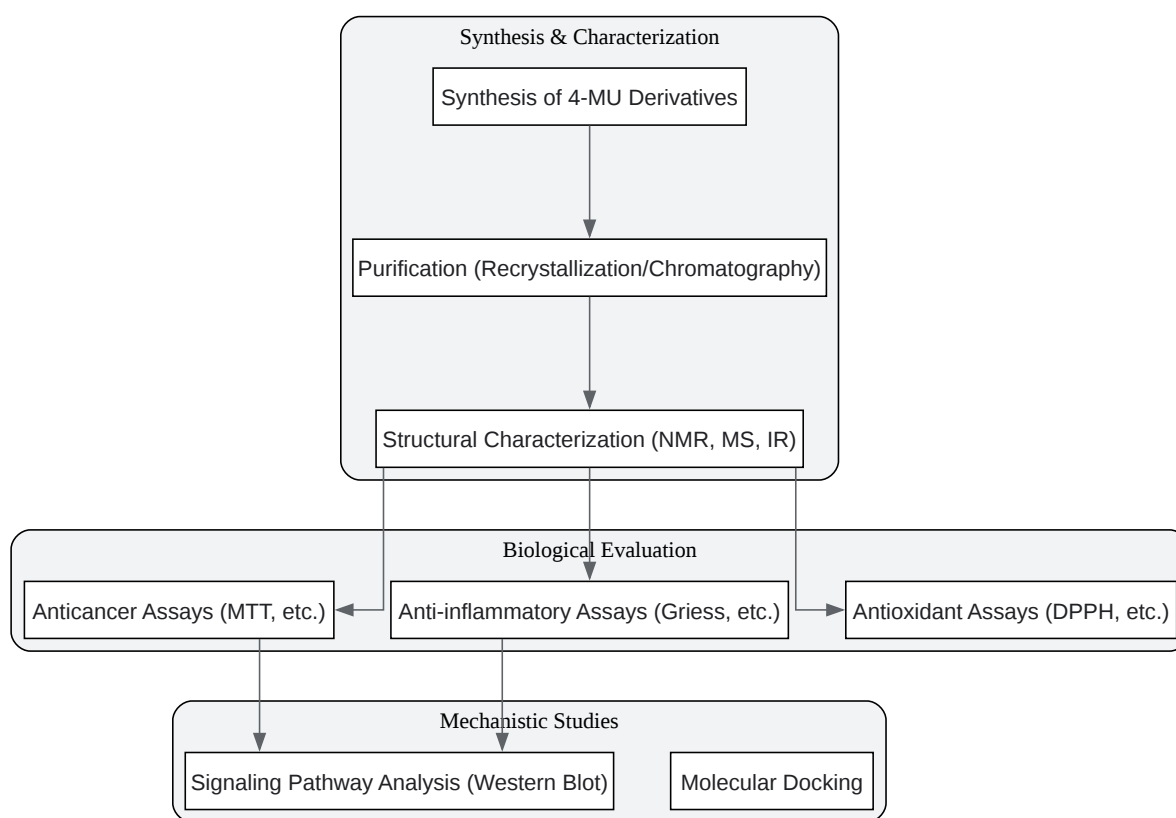 Synthesis & Characterization
Synthesis of 4-MU Derivatives
Purification (Recrystallization/Chromatography)
Structural Characterization (NMR, MS, IR)
Biological Evaluation
Anticancer Assays (MTT, etc.)
Anti-inflammatory Assays (Griess, etc.)
Antioxidant Assays (DPPH, etc.)
Mechanistic Studies
Signaling Pathway Analysis (Western Blot)
Molecular Docking